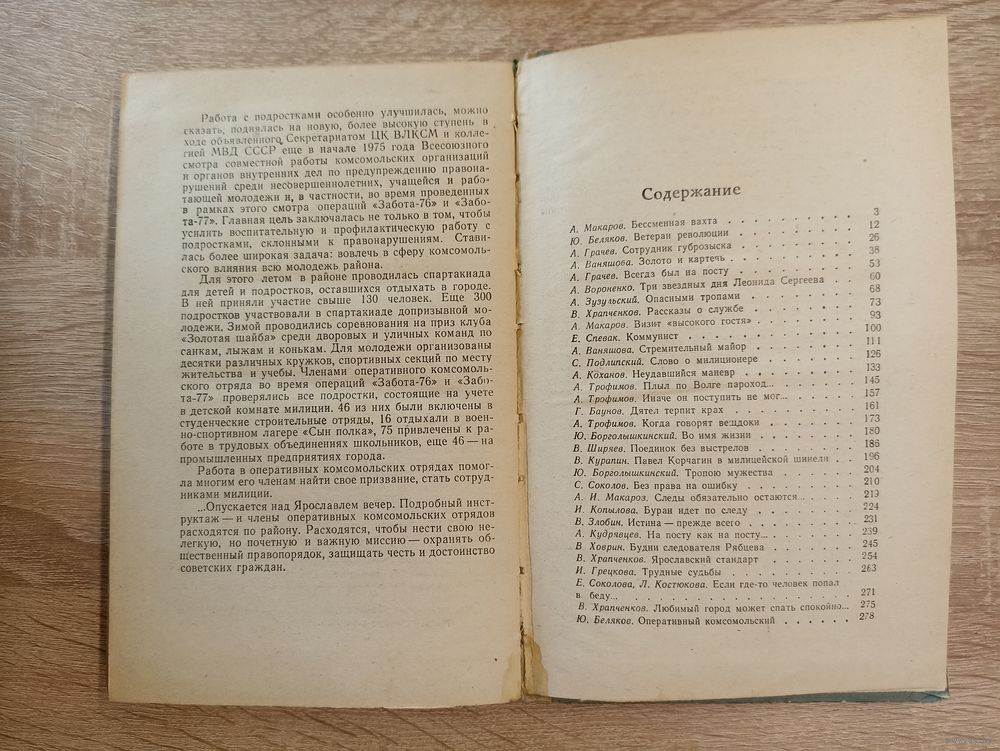 Работа с подростками особенно улучшилась, можно
сказать, поднялась на новую, более высокую ступень в
ходе объявленного Секретариатом ЦК ВЛКСМ и колле-
гией МВД СССР еще в начале 1975 года Всесоюзного
смотра совместной работы комсомольских организаций
и органов внутренних дел по предупреждению правона-
рушений среди несовершеннолетних, учащейся и рабо-
тающей молодежи и, в частности, во время проведенных
в рамках этого смотра операций «Забота-76» и «Забо-
та-77». Главная цель заключалась не только в том, чтобы
усилить воспитательную и профилактическую работу с
подростками, склонными к правонарушениям. Стави-
лась более широкая задача: вовлечь в сферу комсомоль-
ского влияния всю молодежь района.
Для этого летом в районе проводилась спартакиада
для детей и подростков, оставшихся отдыхать в городе.
В ней приняли участие свыше 130 человек. Еще 300
подростков участвовали в спартакиаде допризывной мо-
лодежи. Зимой проводились соревнования на приз клуба
«Золотая шайба» среди дворовых и уличных команд по
санкам, лыжам и конькам. Для молодежи организованы
десятки различных кружков, спортивных секций по месту
жительства и учебы. Членами оперативного комсомоль-
ского отряда во время операций «Забота-76» и «Забо-
та-77» проверялись все подростки, состоящие на учете
в детской комнате милиции. 46 из них были включены в
студенческие строительные отряды, 16 отдыхали в воен-
но-спортивном лагере «Сын полка», 75 привлечены к ра-
боте в трудовых объединениях школьников, еще 46 — на
промышленных предприятиях города.
Работа в оперативных комсомольских отрядах помог-
ла многим его членам найти свое призвание, стать сотруд-
никами милиции.
...Опускается над Ярославлем вечер. Подробный инст-
руктаж — и члены оперативных комсомольских отрядов
расходятся по району. Расходятся, чтобы нести свою не-
легкую, но почетную и важную миссию — охранять об-
щественный правопорядок, защищать честь и достоинство
советских граждан.
Содержание
А. Макаров. Бессменная вахта . . . . . . . . 3
Ю. Беляков. Ветеран революции . . . . . . . 12
А. Грачев. Сотрудник губрозыска . . . . . . . 26
А. Ваняшова. Золото и картечь . . . . . . . . 38
А. Грачев. Всегда был на посту . . . . . . . 53
А. Вороненко. Три звездных дня Леонида Сергеева . . 60
А. Зузульский. Опасными тропами . . . . . . . 68
В. Храпченков. Рассказы о службе . . . . . . 73
А. Макаров. Визит «высокого гостя» . . . . . . 93
Е. Спевак. Коммунист . . . . . . . . . 100
А. Ваняшова. Стремительный майор . . . . . . 111
С. Подлипский. Слово о милиционере . . . . . . 126
А. Коханов. Неудавшийся маневр . . . . . . . 133
А. Трофимов. Плыл по Волге пароход... . . . . . 145
А. Трофимов. Иначе он поступить не мог... . . . . 157
Г. Баунов. Дятел терпит крах . . . . . . . 161
А. Трофимов. Когда говорят вещдоки . . . . . . 173
Ю. Борголышкинский. Во имя жизни . . . . . . 180
В. Ширяев. Поединок без выстрелов . . . . . . 186
В. Курапин. Павел Корчагин в милицейской шинели . . 196
Ю. Борголышкинский. Тропою мужества . . . . . 204
С. Соколов. Без права на ошибку . . . . . . . 210
А. И. Макаров. Следы обязательно остаются... . . . . 219
И. Копылова. Буран идет по следу . . . . . . 224
В. Злобин. Истина — прежде всего . . . . . . 231
А. Кудрявцев. На посту как на посту... . . . . . 239
В. Ховрин. Будни следователя Рябцева . . . . . 245
В. Храпченков. Ярославский стандарт . . . . . . 254
И. Грецкова. Трудные судьбы . . . . . . . 263
Е. Соколова, Л. Костюкова. Если где-то человек попал
в беду... . . . . . . . . . . . . 271
В. Храпченков. Любимый город может спать спокойно... 275
Ю. Беляков. Оперативный комсомольский . . . . . 278